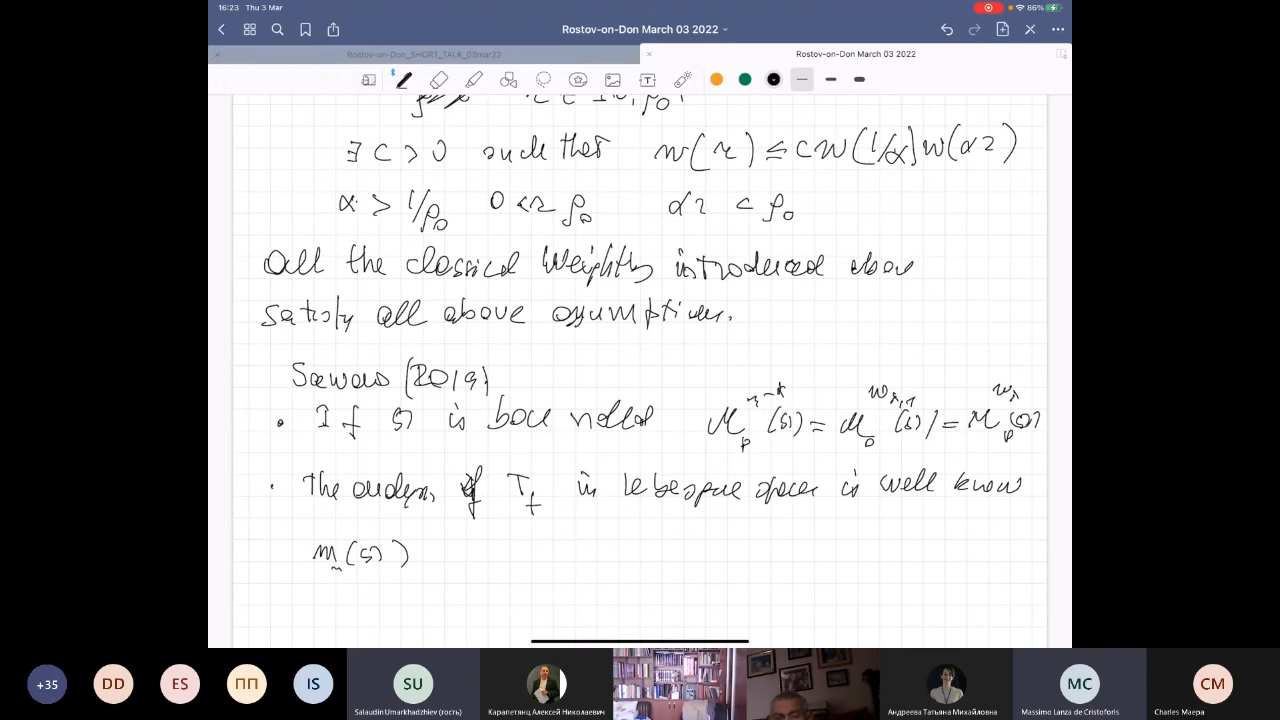 16:23 Thu 3 Mar
86%
Rostov-on-Don March 03 2022
Rostov-on-Don_SHORT_TALK_03mar22
Rostov-on-Don March 03 2022
∃ c > 0 such that w(r) ≤ c w(1/α) w(αr)
α > 1/ρ₀ 0 < r < ρ₀ αr < ρ₀
All the classical weights introduced above
satisfy all above assumptions.
(2019)
• If Ω is bounded
• The analysis of T_f in Lebesgue spaces is well know
m(Ω)
+35
DD
ES
ПП
IS
SU
MC
CM
Salaudin Umarkhadzhiev (гость)
Карапетянц Алексей Николаевич
Андреева Татьяна Михайловна
Massimo Lanza de Cristoforis
Charles Maepa